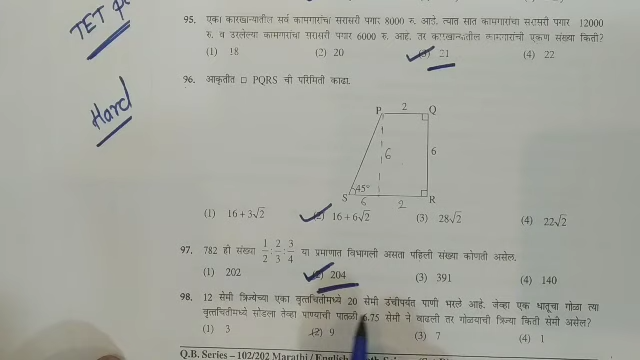 TET
Hard
95. एका कारखान्यातील सर्व कामगारांचा सरासरी पगार 8000 रु. आहे. त्यात सात कामगारांचा सरासरी पगार 12000
रु. व उरलेल्या कामगारांचा सरासरी पगार 6000 रु. आहे. तर कारखान्यातील कामगारांची एकूण संख्या किती?
(1) 18 (2) 20 (3) 21 (4) 22
96. आकृतीत □ PQRS ची परिमिती काढा.
P 2 Q
6 6
S 45° R
6 2
(1) 16 + 3√2 (2) 16 + 6√2 (3) 28√2 (4) 22√2
97. 782 ही संख्या 1/2 : 2/3 : 3/4 या प्रमाणात विभागली असता पहिली संख्या कोणती असेल.
(1) 202 (2) 204 (3) 391 (4) 140
98. 12 सेमी त्रिज्येच्या एका वृत्तचितीमध्ये 20 सेमी उंचीपर्यंत पाणी भरले आहे. जेव्हा एक धातूचा गोळा त्या
वृत्तचितीमध्ये सोडला तेव्हा पाण्याची पातळी 6.75 सेमी ने वाढली तर गोळ्याची त्रिज्या किती सेमी असेल?
(1) 3 (2) 9 (3) 7 (4) 1
Q.B. Series - 102/202 Marathi /